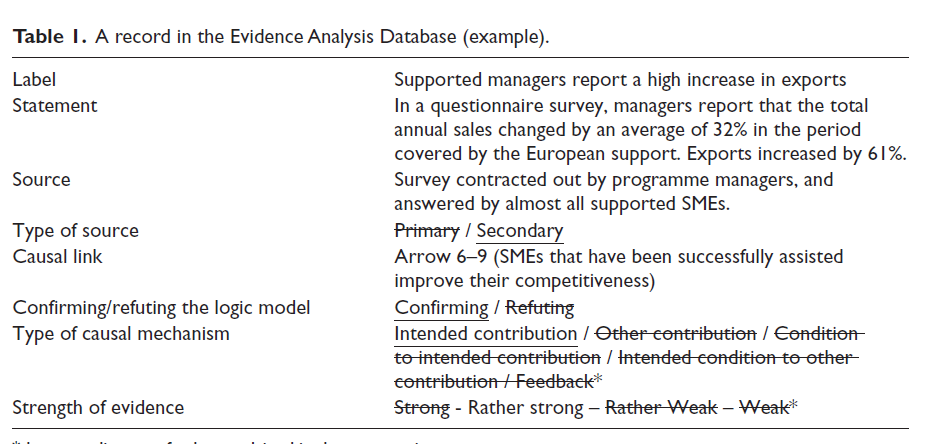 Table 1. A record in the Evidence Analysis Database (example).
Label Supported managers report a high increase in exports
Statement In a questionnaire survey, managers report that the total
annual sales changed by an average of 32% in the period
covered by the European support. Exports increased by 61%.
Source Survey contracted out by programme managers, and
answered by almost all supported SMEs.
Type of source Primary / Secondary
Causal link Arrow 6–9 (SMEs that have been successfully assisted
improve their competitiveness)
Confirming/refuting the logic model Confirming / Refuting
Type of causal mechanism Intended contribution / Other contribution / Condition
to intended contribution / Intended condition to other
contribution / Feedback*
Strength of evidence Strong - Rather strong – Rather Weak – Weak*